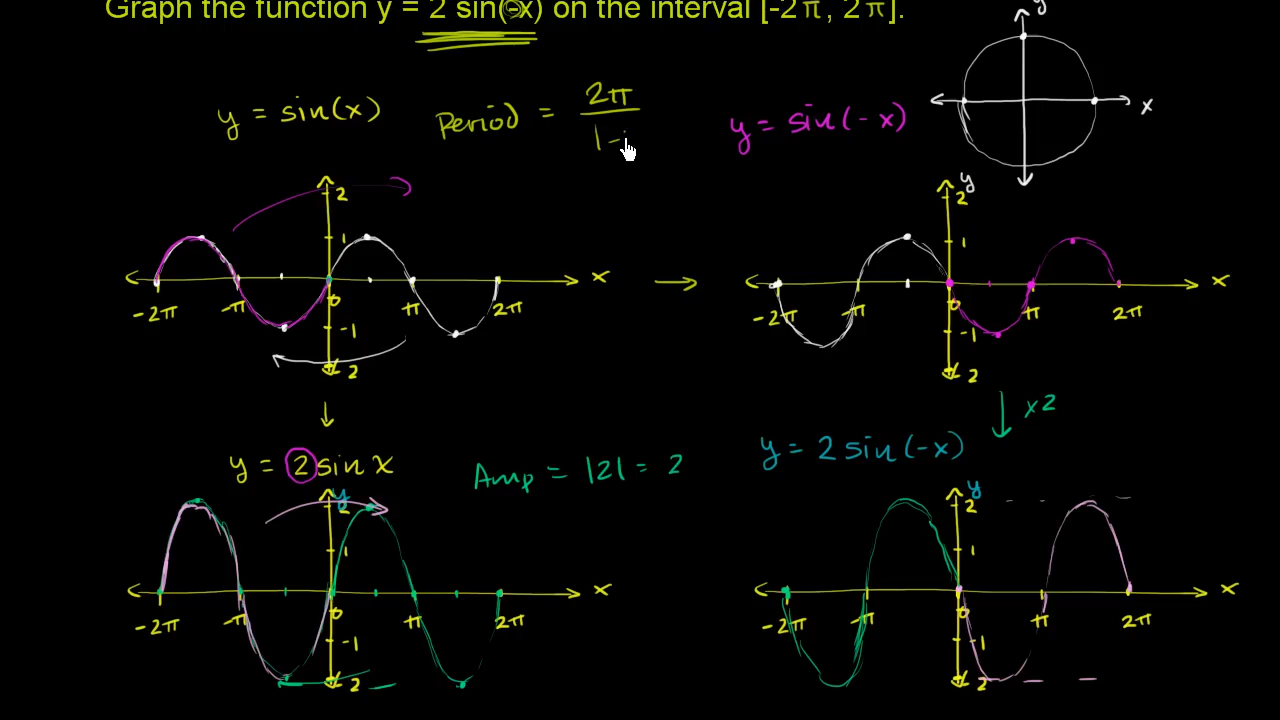 Graph the function y = 2 sin(-x) on the interval [-2π, 2π].
y
x
y = sin(x)
Period = 2π
|-
y = sin(-x)
2
1
-2π -π 0 π 2π x
-1
2
→
y
2
1
-2π -π 0 π 2π x
-1
2
x2
y = 2 sin x
Amp = |2| = 2
y = 2 sin(-x)
y
2
1
-2π -π 0 π 2π x
-1
2
y
2
1
-2π -π 0 π 2π x
-1
2